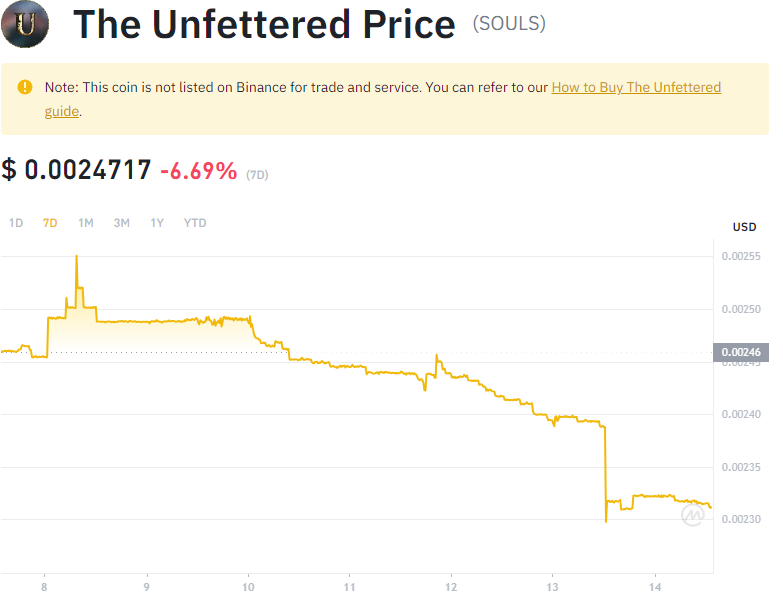 U
The Unfettered Price (SOULS)
Note: This coin is not listed on Binance for trade and service. You can refer to our How to Buy The Unfettered
guide.
$ 0.0024717 -6.69% (7D)
1D 7D 1M 3M 1Y YTD
USD
0.00255
0.00250
0.00246
0.00245
0.00240
0.00235
0.00230
8 9 10 11 12 13 14